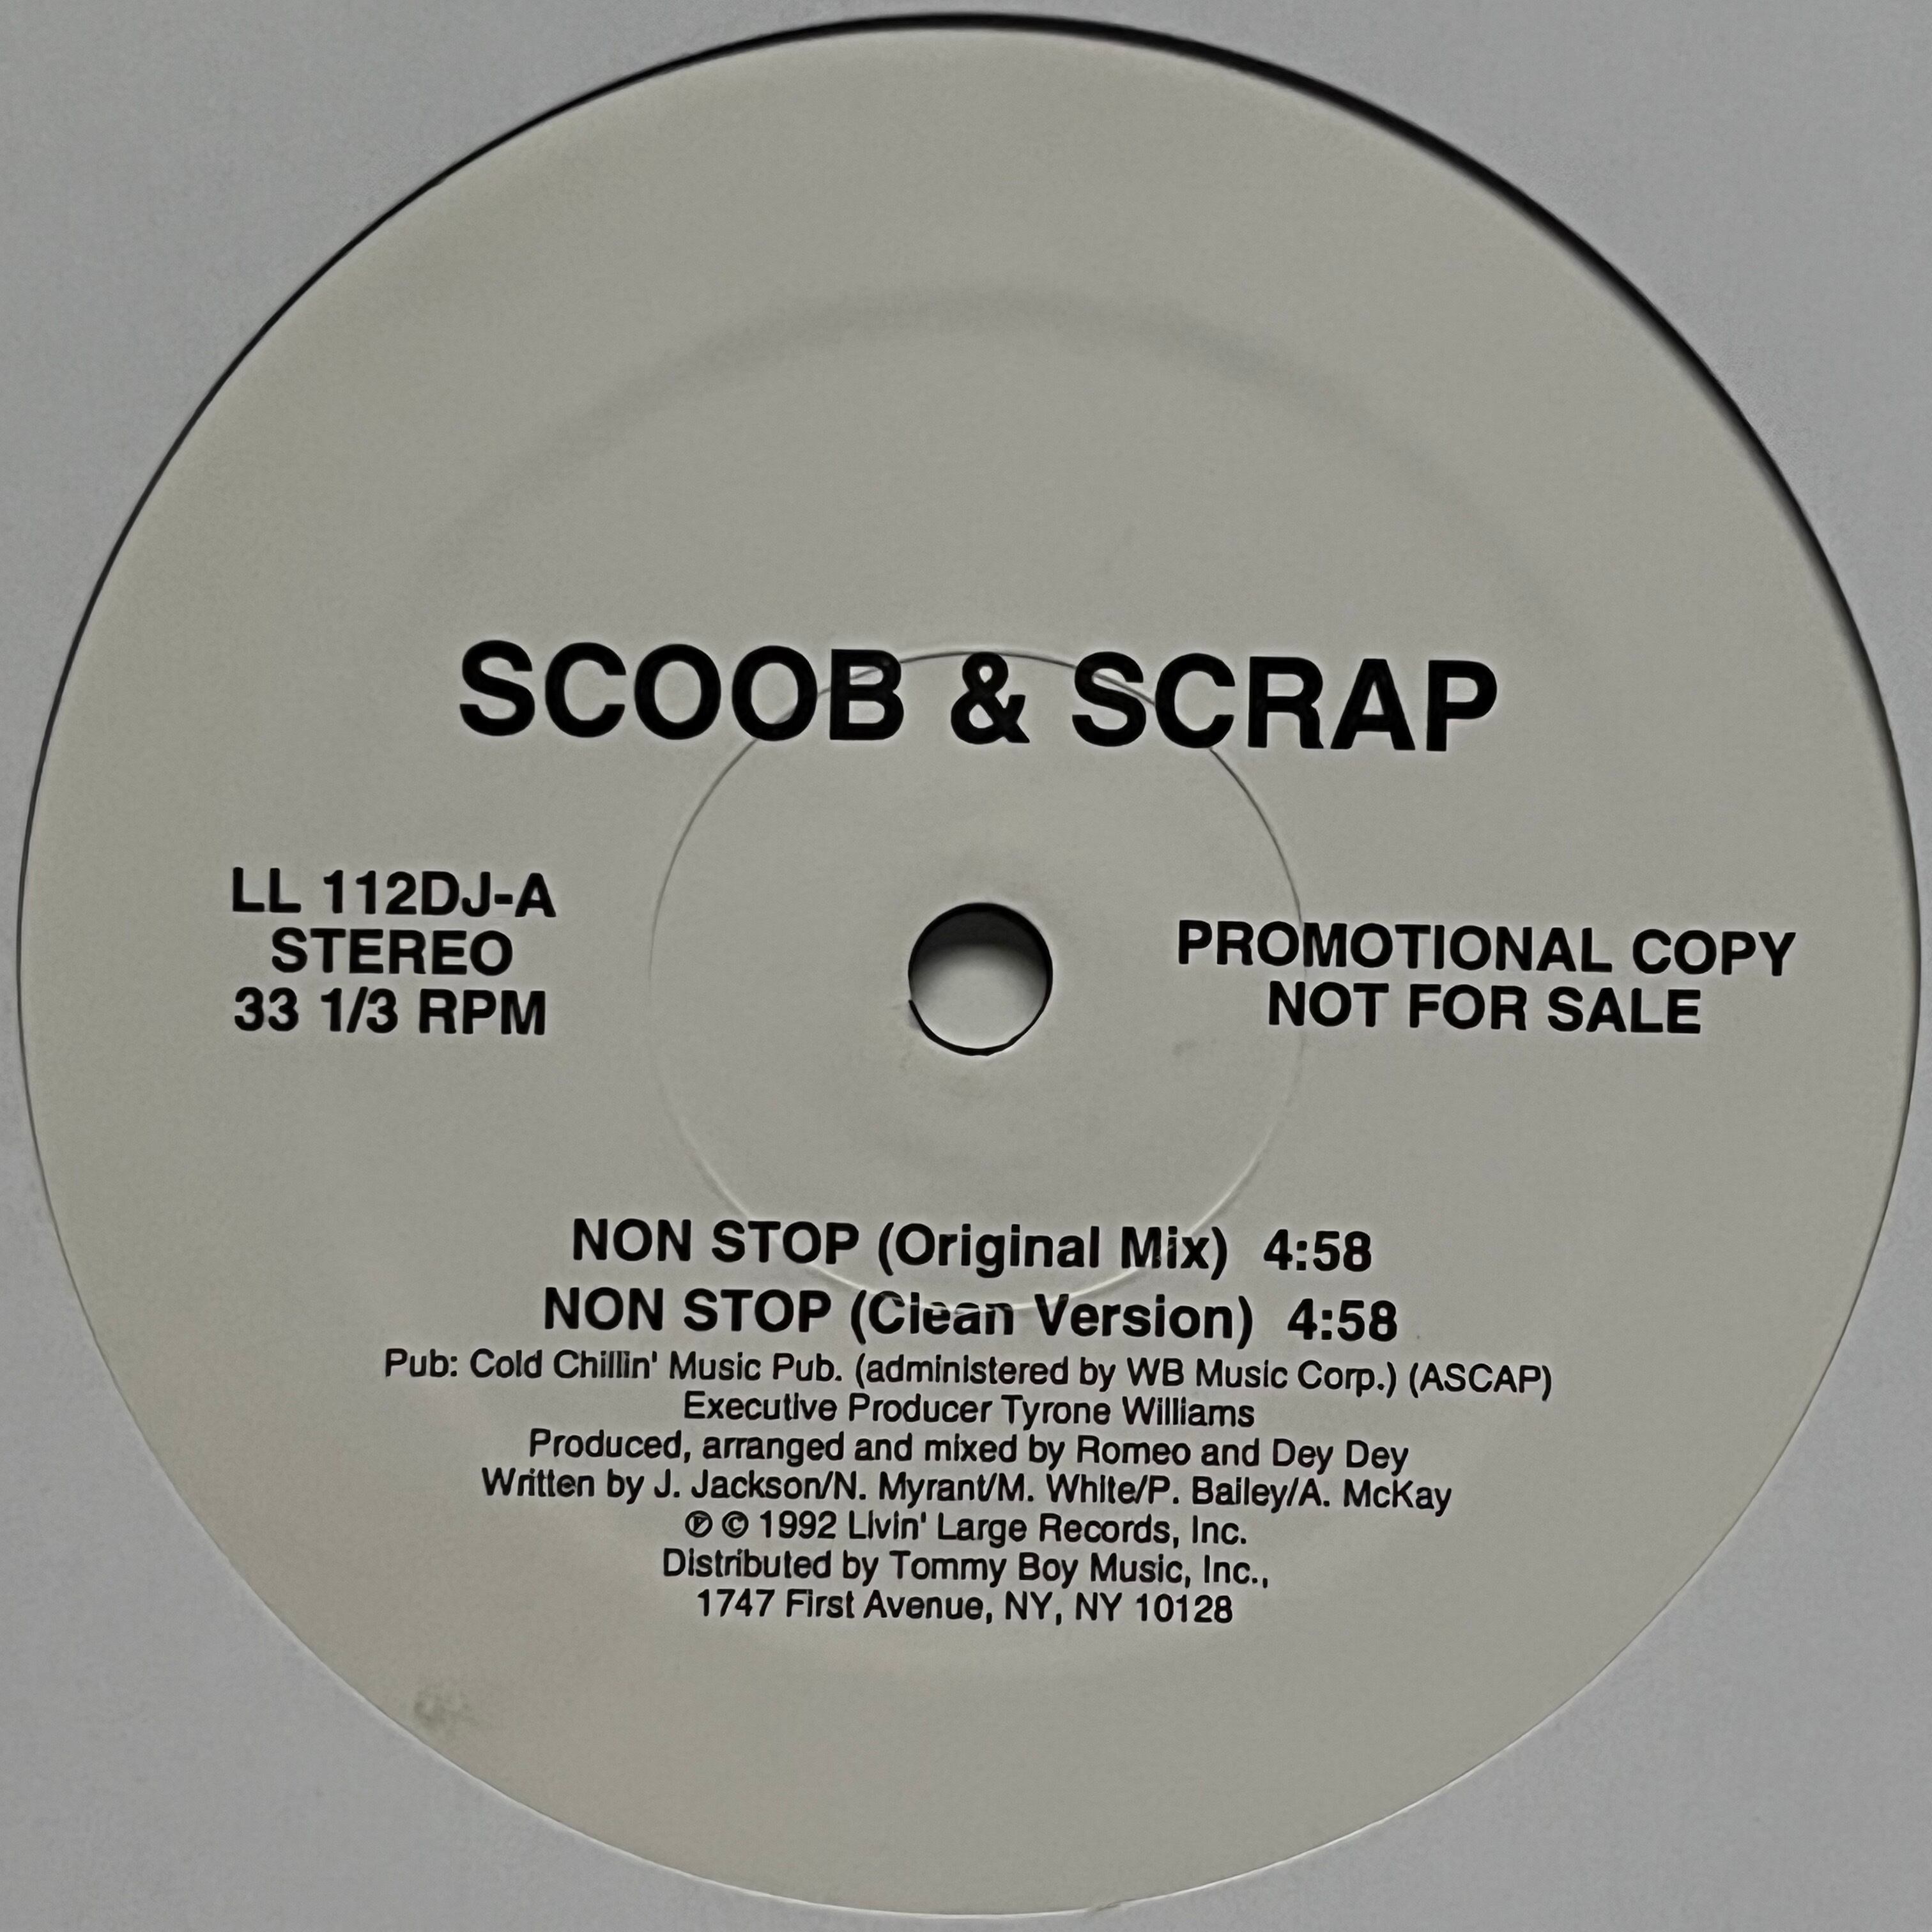 SCOOB & SCRAP
LL 112DJ-A
STEREO
33 1/3 RPM
PROMOTIONAL COPY
NOT FOR SALE
NON STOP (Original Mix) 4:58
NON STOP (Clean Version) 4:58
Pub: Cold Chillin' Music Pub. (administered by WB Music Corp.) (ASCAP)
Executive Producer Tyrone Williams
Produced, arranged and mixed by Romeo and Dey Dey
Written by J. Jackson/N. Myrant/M. White/P. Bailey/A. McKay
℗ © 1992 Livin' Large Records, Inc.
Distributed by Tommy Boy Music, Inc.,
1747 First Avenue, NY, NY 10128